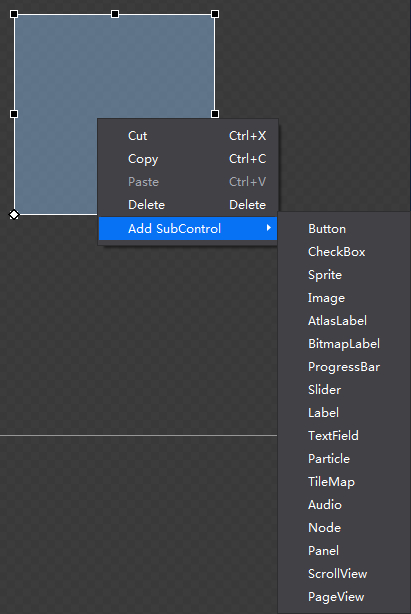 Cut Ctrl+X
Copy Ctrl+C
Paste Ctrl+V
Delete Delete
Add SubControl
Button
CheckBox
Sprite
Image
AtlasLabel
BitmapLabel
ProgressBar
Slider
Label
TextField
Particle
TileMap
Audio
Node
Panel
ScrollView
PageView